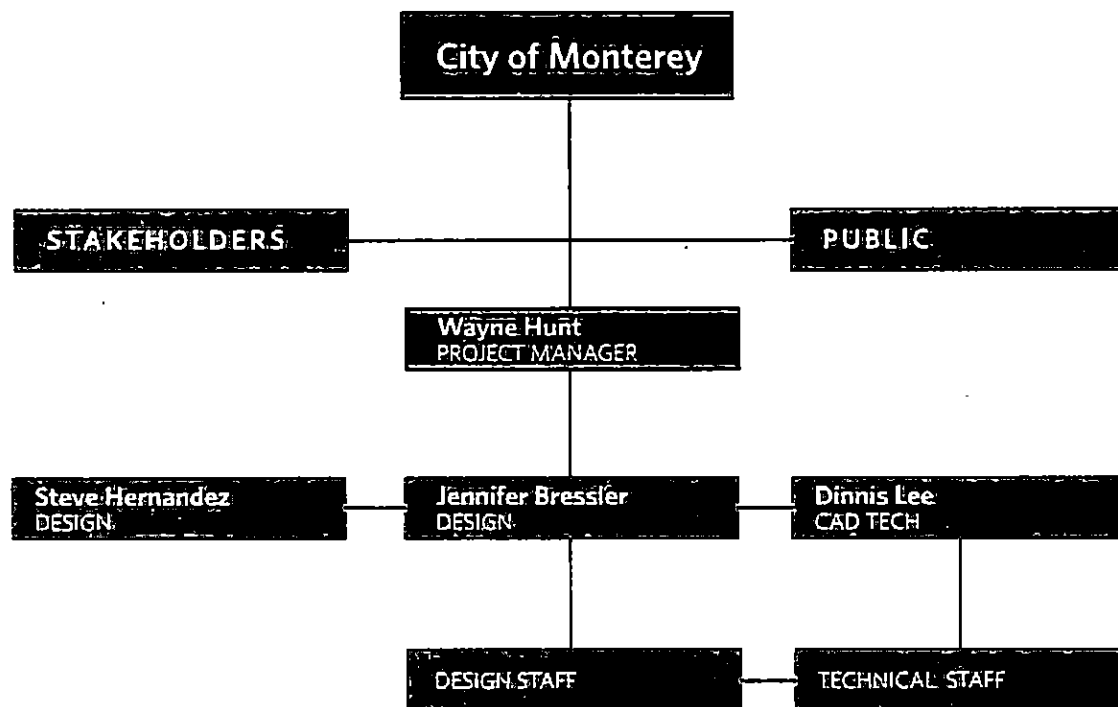 City of Monterey
STAKEHOLDERS
PUBLIC
Wayne Hunt
PROJECT MANAGER
Steve Hernandez
DESIGN
Jennifer Bressler
DESIGN
Dinnis Lee
CAD TECH
DESIGN STAFF
TECHNICAL STAFF